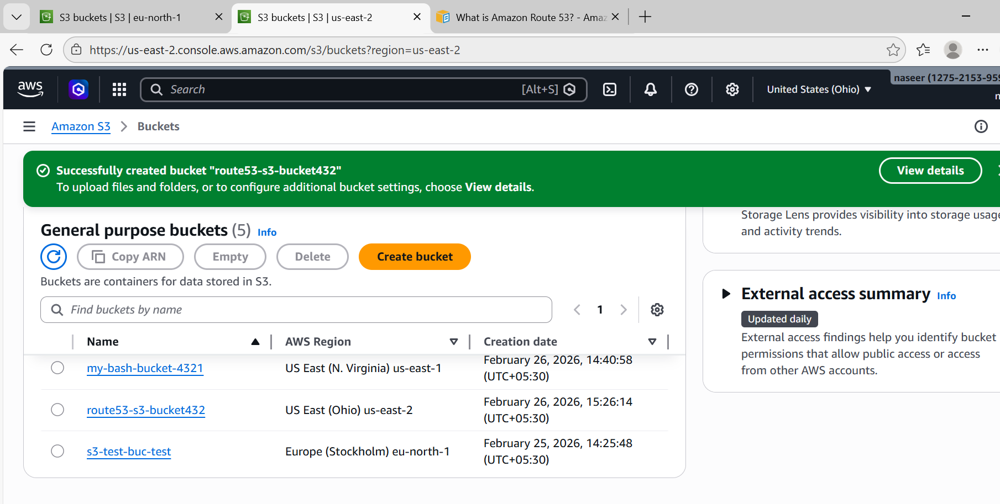 S3 buckets | S3 | eu-north-1
S3 buckets | S3 | us-east-2
What is Amazon Route 53? - Amaz
https://us-east-2.console.aws.amazon.com/s3/buckets?region=us-east-2
aws
Search
[Alt+S]
United States (Ohio)
naseer (1275-2153-959
n
Amazon S3
Buckets
Successfully created bucket "route53-s3-bucket432"
To upload files and folders, or to configure additional bucket settings, choose View details.
View details
General purpose buckets (5) Info
Copy ARN
Empty
Delete
Create bucket
Buckets are containers for data stored in S3.
Find buckets by name
1
Name
AWS Region
Creation date
my-bash-bucket-4321
US East (N. Virginia) us-east-1
February 26, 2026, 14:40:58
(UTC+05:30)
route53-s3-bucket432
US East (Ohio) us-east-2
February 26, 2026, 15:26:14
(UTC+05:30)
s3-test-buc-test
Europe (Stockholm) eu-north-1
February 25, 2026, 14:25:48
(UTC+05:30)
Storage Lens provides visibility into storage usage
and activity trends.
External access summary Info
Updated daily
External access findings help you identify bucket
permissions that allow public access or access
from other AWS accounts.